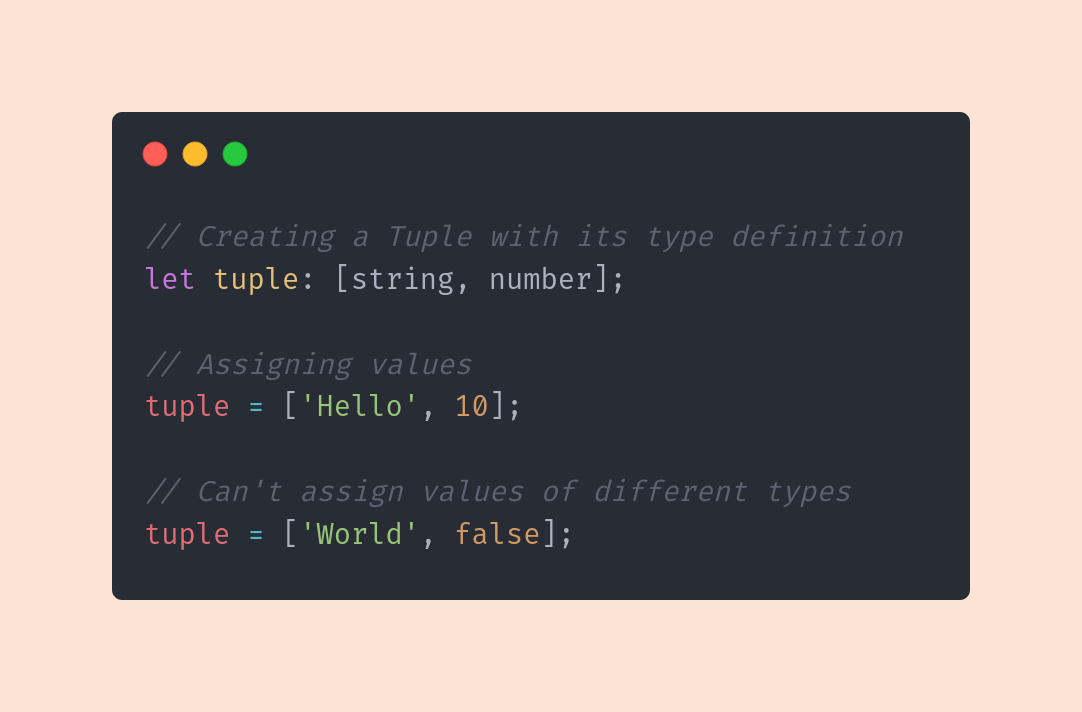 // Creating a Tuple with its type definition
let tuple: [string, number];
// Assigning values
tuple = ['Hello', 10];
// Can't assign values of different types
tuple = ['World', false];